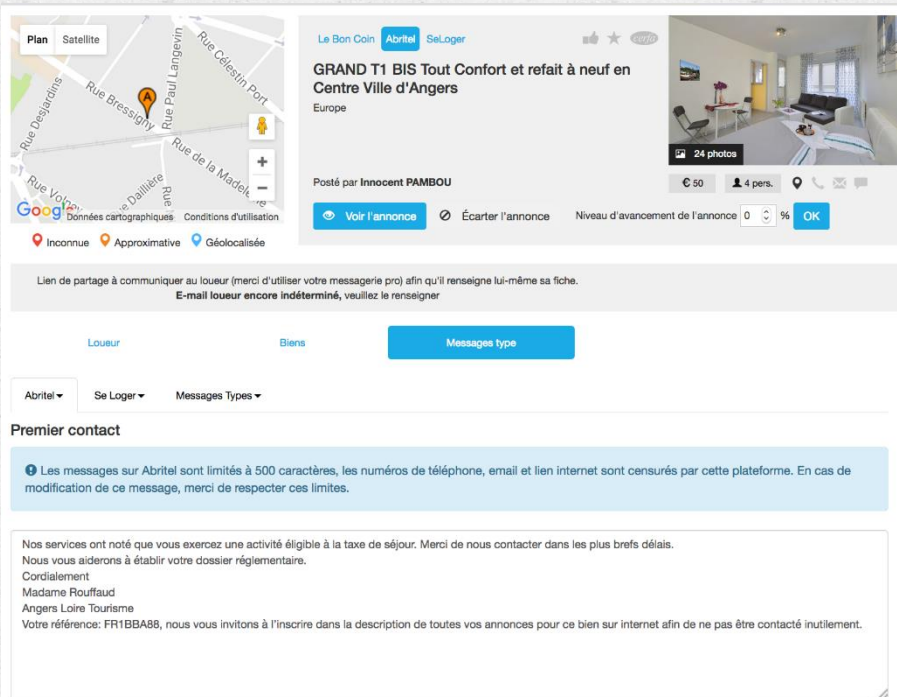 Plan Satellite
Rue Paul Langevin
Rue Célestin Port
Rue Desjardins
Rue Bressigny
A
Rue de la Madele
Rue Daillière
Rue Volney
Rue
Google
Données cartographiques Conditions d'utilisation
Inconnue Approximative Géolocalisée
Le Bon Coin Abritel SeLoger
cerfa
GRAND T1 BIS Tout Confort et refait à neuf en
Centre Ville d'Angers
Europe
24 photos
Posté par Innocent PAMBOU
€ 50 4 pers.
Voir l'annonce Écarter l'annonce Niveau d'avancement de l'annonce 0 % OK
Lien de partage à communiquer au loueur (merci d'utiliser votre messagerie pro) afin qu'il renseigne lui-même sa fiche.
E-mail loueur encore indéterminé, veuillez le renseigner
Loueur Biens Messages type
Abritel Se Loger Messages Types
Premier contact
Les messages sur Abritel sont limités à 500 caractères, les numéros de téléphone, email et lien internet sont censurés par cette plateforme. En cas de
modification de ce message, merci de respecter ces limites.
Nos services ont noté que vous exercez une activité éligible à la taxe de séjour. Merci de nous contacter dans les plus brefs délais.
Nous vous aiderons à établir votre dossier réglementaire.
Cordialement
Madame Rouffaud
Angers Loire Tourisme
Votre référence: FR1BBA88, nous vous invitons à l'inscrire dans la description de toutes vos annonces pour ce bien sur internet afin de ne pas être contacté inutilement.